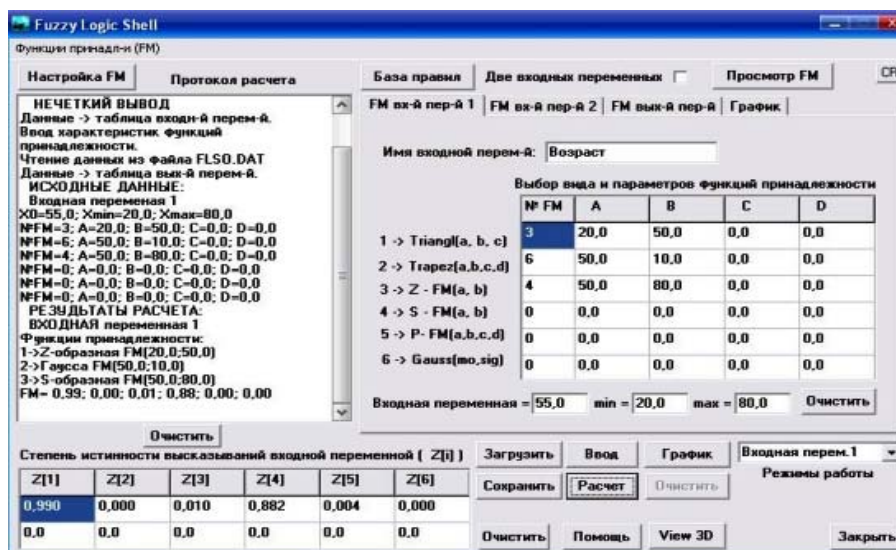 Fuzzy Logic Shell
Функции принадл-и (FM)
Настройка FM
Протокол расчета
НЕЧЕТКИЙ ВЫВОД
Данные -> таблица входн-й перем-й.
Ввод характеристик функций
принадлежности.
Чтение данных из файла FLSO.DAT
Данные -> таблица вых-й перем-й.
ИСХОДНЫЕ ДАННЫЕ:
Входная переменая 1
X0=55,0; Xmin=20,0; Xmax=80,0
№FM=3; A=20,0; B=50,0; C=0,0; D=0,0
№FM=6; A=50,0; B=10,0; C=0,0; D=0,0
№FM=4; A=50,0; B=80,0; C=0,0; D=0,0
№FM=0; A=0,0; B=0,0; C=0,0; D=0,0
№FM=0; A=0,0; B=0,0; C=0,0; D=0,0
№FM=0; A=0,0; B=0,0; C=0,0; D=0,0
РЕЗУДЬТАТЫ РАСЧЕТА:
ВХОДНАЯ переменная 1
Функции принадлежности:
1->Z-образная FM(20,0;50,0)
2->Гаусса FM(50,0;10,0)
3->S-образная FM(50,0;80,0)
FM= 0,99; 0,00; 0,01; 0,88; 0,00; 0,00
Очистить
База правил
Две входных переменных
Просмотр FM
FM вх-й пер-й 1
FM вх-й пер-й 2
FM вых-й пер-й
График
Имя входной перем-й: Возраст
Выбор вида и параметров функций принадлежности
1 -> Triangl(a, b, c)
2 -> Trapez(a,b,c,d)
3 -> Z - FM(a, b)
4 -> S - FM(a, b)
5 -> P- FM(a,b,c,d)
6 -> Gauss(mo,sig)
№ FM A B C D
3 20,0 50,0 0,0 0,0
6 50,0 10,0 0,0 0,0
4 50,0 80,0 0,0 0,0
0 0,0 0,0 0,0 0,0
0 0,0 0,0 0,0 0,0
0 0,0 0,0 0,0 0,0
Входная переменная = 55,0 min = 20,0 max = 80,0 Очистить
Степень истинности высказываний входной переменной ( Z[i] )
Z[1] Z[2] Z[3] Z[4] Z[5] Z[6]
0,990 0,000 0,010 0,882 0,004 0,000
0,0 0,0 0,0 0,0 0,0 0,0
Загрузить Ввод График Входная перем.1
Режимы работы
Сохранить Расчет Очистить
Очистить Помощь View 3D Закрыть